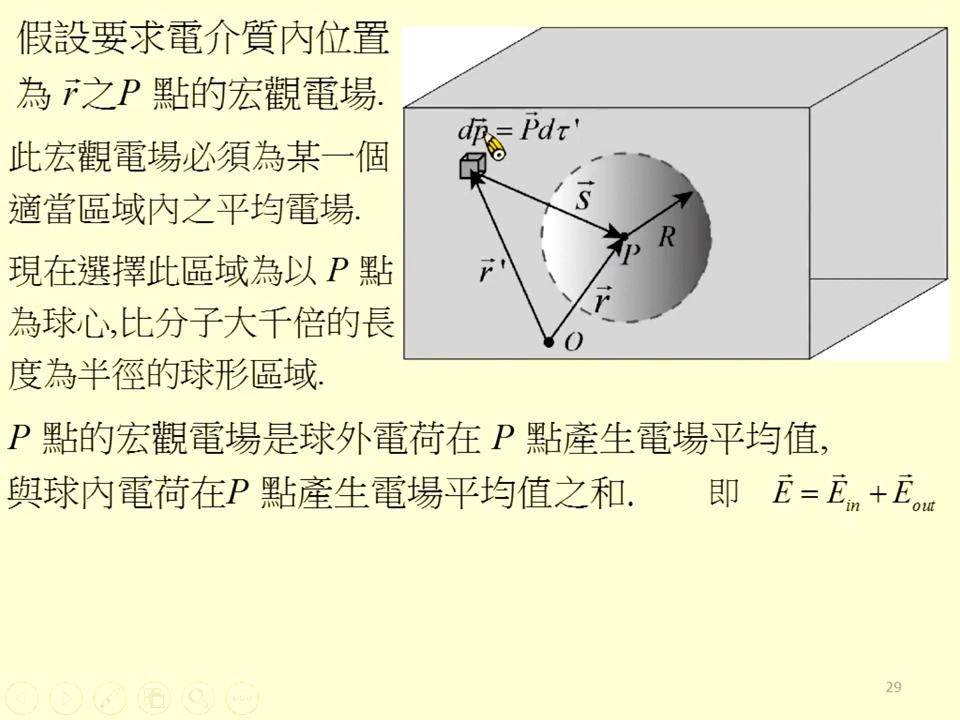 假設要求電介質內位置
為 r⃗ 之P 點的宏觀電場.
此宏觀電場必須為某一個
適當區域內之平均電場.
現在選擇此區域為以 P 點
為球心,比分子大千倍的長
度為半徑的球形區域.
dp⃗ = P⃗dτ'
s⃗
R
P
r⃗ '
r⃗
O
P 點的宏觀電場是球外電荷在 P 點產生電場平均值,
與球內電荷在P 點產生電場平均值之和. 即 E⃗ = E⃗in + E⃗out
29